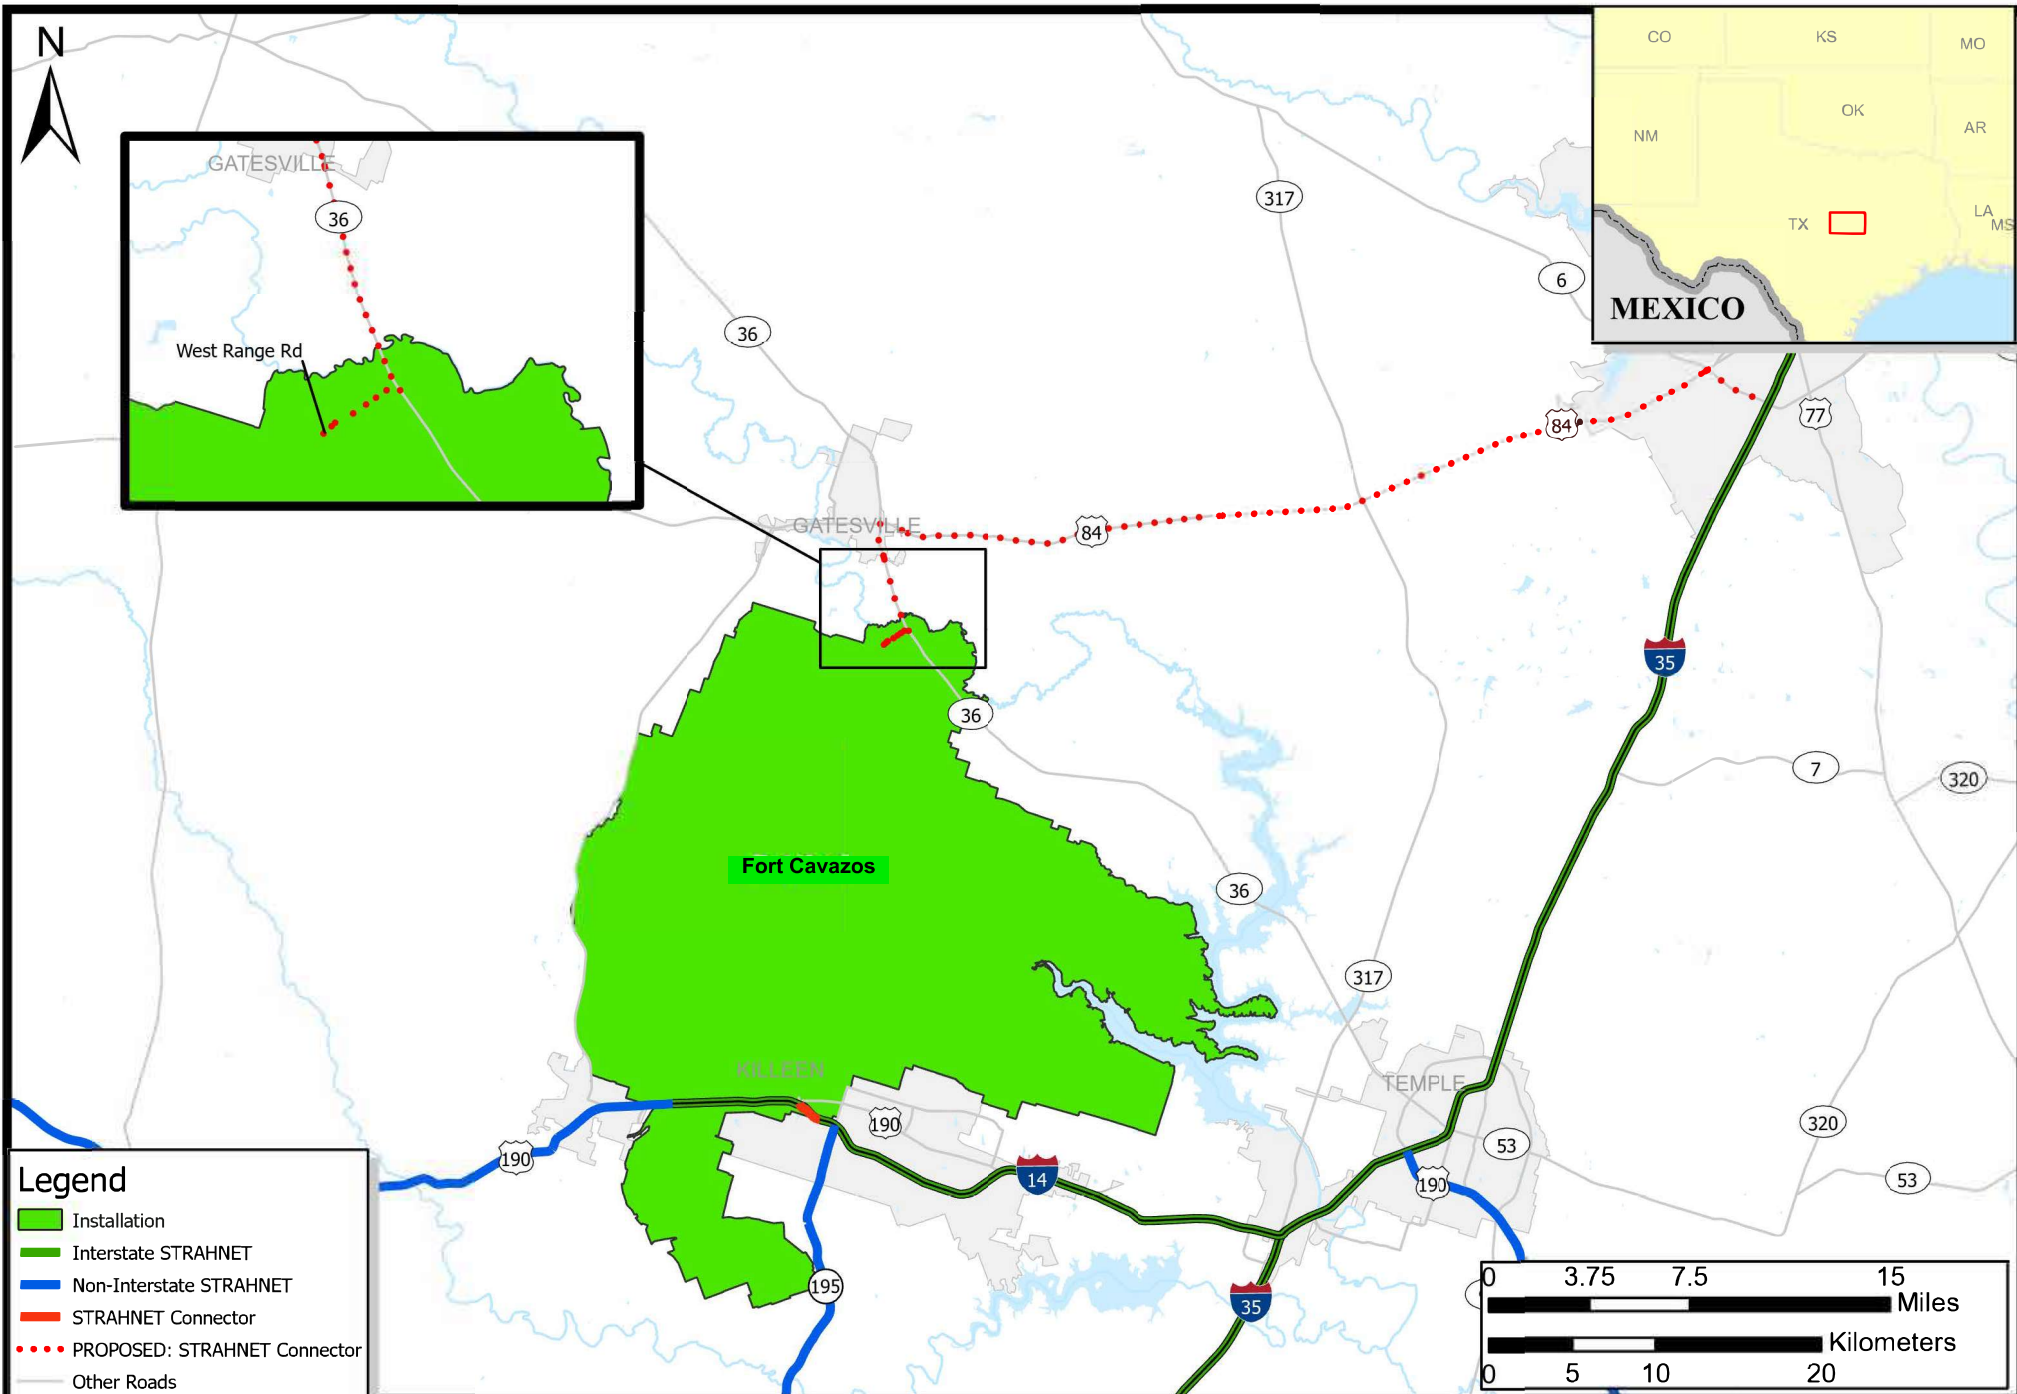 N
CO
KS
MO
OK
NM
AR
TX
LA
MS
MEXICO
GATESVILLE
36
West Range Rd
317
6
36
84
77
GATESVILLE
84
35
36
7
320
Fort Cavazos
36
317
KILLEEN
TEMPLE
190
190
53
320
14
190
53
195
35
Legend
Installation
Interstate STRAHNET
Non-Interstate STRAHNET
STRAHNET Connector
PROPOSED: STRAHNET Connector
Other Roads
0 3.75 7.5 15
Miles
Kilometers
0 5 10 20